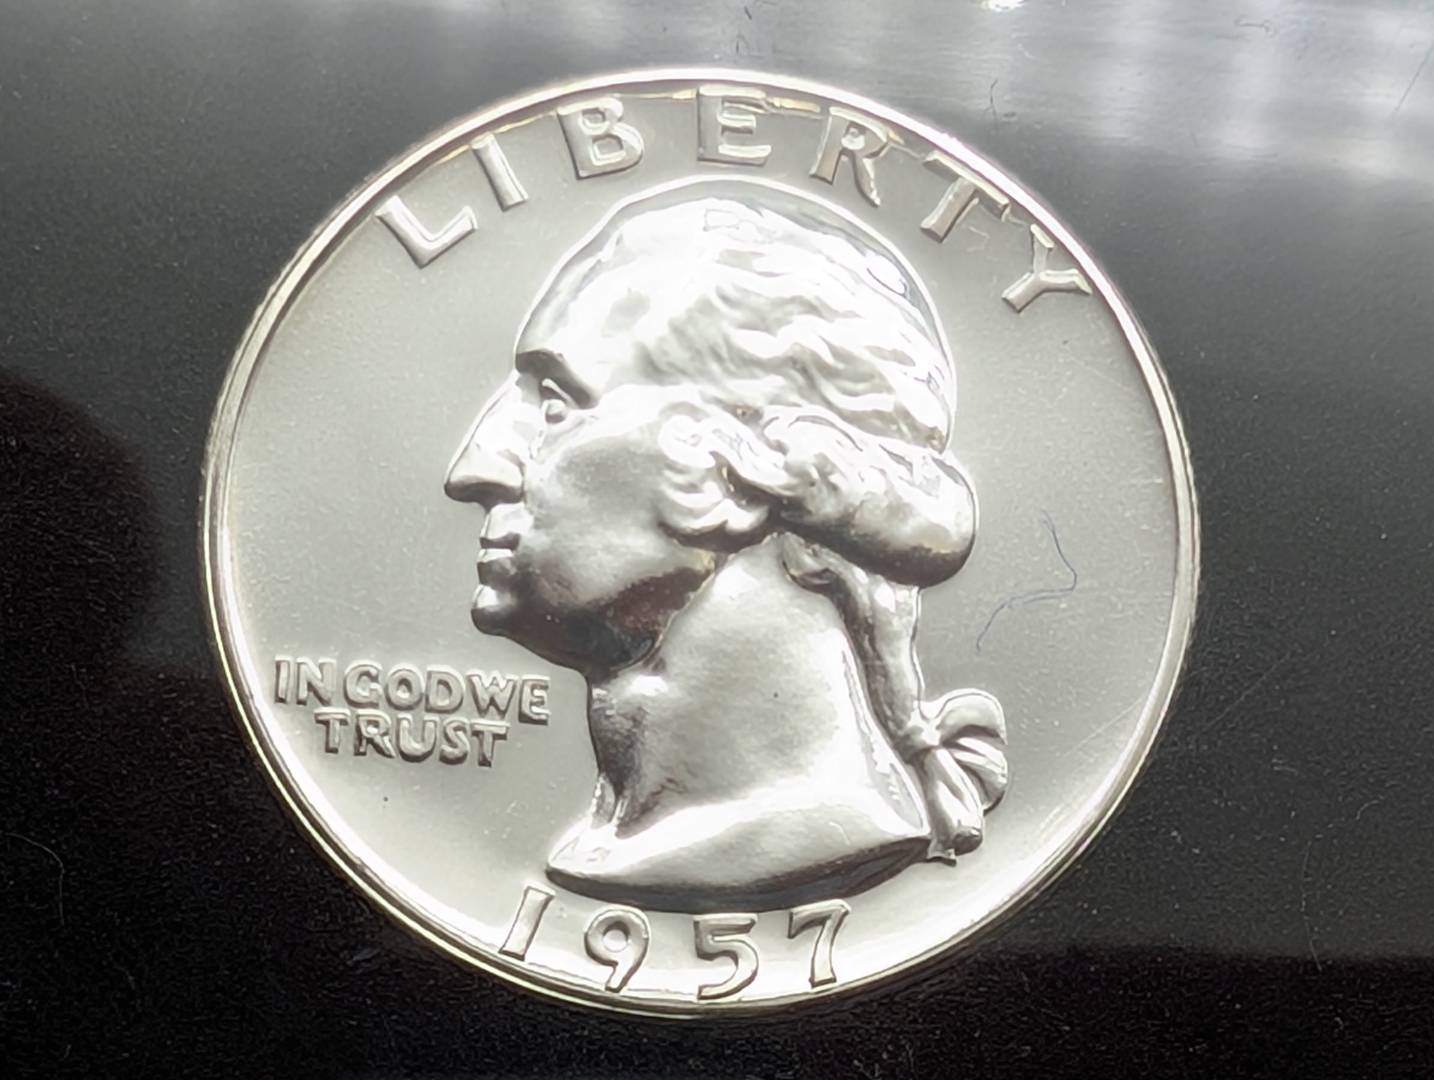 LIBERTY
IN GOD WE
TRUST
1957